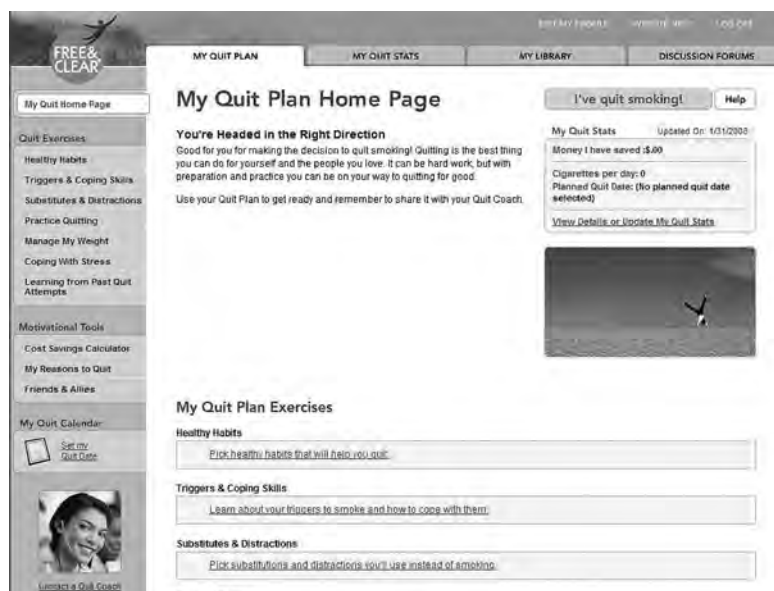 EDIT MY PROFILE WEBSITE HELP LOG OFF
FREE&
CLEAR
MY QUIT PLAN
MY QUIT STATS
MY LIBRARY
DISCUSSION FORUMS
My Quit Home Page
Quit Exercises
Healthy Habits
Triggers & Coping Skills
Substitutes & Distractions
Practice Quitting
Manage My Weight
Coping With Stress
Learning from Past Quit
Attempts
Motivational Tools
Cost Savings Calculator
My Reasons to Quit
Friends & Allies
My Quit Calendar
Set my
Quit Date
Contact a Quit Coach
My Quit Plan Home Page
You're Headed in the Right Direction
Good for you for making the decision to quit smoking! Quitting is the best thing
you can do for yourself and the people you love. It can be hard work, but with
preparation and practice you can be on your way to quitting for good.
Use your Quit Plan to get ready and remember to share it with your Quit Coach.
I've quit smoking!
Help
My Quit Stats Updated On: 1/31/2008
Money I have saved :$.00
Cigarettes per day: 0
Planned Quit Date: (No planned quit date
selected)
View Details or Update My Quit Stats
My Quit Plan Exercises
Healthy Habits
Pick healthy habits that will help you quit.
Triggers & Coping Skills
Learn about your triggers to smoke and how to cope with them.
Substitutes & Distractions
Pick substitutions and distractions you'll use instead of smoking.